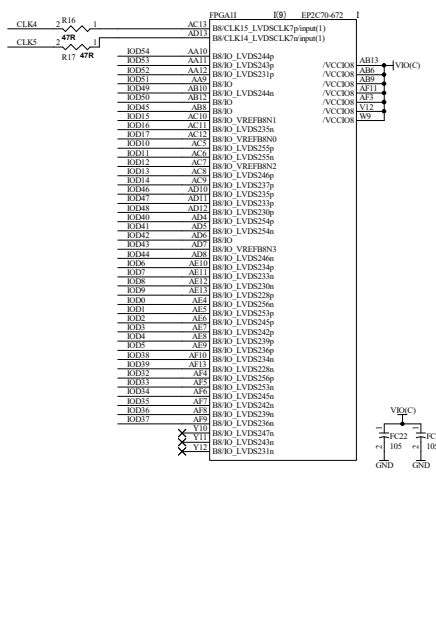 FPGA1I I(9) EP2C70-672 I
CLK4 2 R16 1 AC13 B8/CLK15_LVDSCLK7p/input(1)
47R
CLK5 2 1 AD13 B8/CLK14_LVDSCLK7p/input(1)
R17 47R
IOD54 AA10 B8/IO_LVDS244p
IOD53 AA11 B8/IO_LVDS243p /VCCIO8 AB13 VIO(C)
IOD52 AA12 B8/IO_LVDS231p /VCCIO8 AB6
IOD51 AA9 B8/IO /VCCIO8 AB9
IOD49 AB10 B8/IO_LVDS244n /VCCIO8 AF11
IOD50 AB12 B8/IO /VCCIO8 AF3
IOD45 AB8 B8/IO /VCCIO8 V12
IOD15 AC10 B8/IO_VREFB8N1 /VCCIO8 W9
IOD16 AC11 B8/IO_LVDS235n
IOD17 AC12 B8/IO_VREFB8N0
IOD10 AC5 B8/IO_LVDS255p
IOD11 AC6 B8/IO_LVDS255n
IOD12 AC7 B8/IO_VREFB8N2
IOD13 AC8 B8/IO_LVDS246p
IOD14 AC9 B8/IO_LVDS237p
IOD46 AD10 B8/IO_LVDS235p
IOD47 AD11 B8/IO_LVDS233p
IOD48 AD12 B8/IO_LVDS230p
IOD40 AD4 B8/IO_LVDS254p
IOD41 AD5 B8/IO_LVDS254n
IOD42 AD6 B8/IO
IOD43 AD7 B8/IO_VREFB8N3
IOD44 AD8 B8/IO_LVDS246n
IOD6 AE10 B8/IO_LVDS234p
IOD7 AE11 B8/IO_LVDS233n
IOD8 AE12 B8/IO_LVDS230n
IOD9 AE13 B8/IO_LVDS228p
IOD0 AE4 B8/IO_LVDS256n
IOD1 AE5 B8/IO_LVDS253p
IOD2 AE6 B8/IO_LVDS245p
IOD3 AE7 B8/IO_LVDS242p
IOD4 AE8 B8/IO_LVDS239p
IOD5 AE9 B8/IO_LVDS236p
IOD38 AF10 B8/IO_LVDS234n
IOD39 AF13 B8/IO_LVDS228n
IOD32 AF4 B8/IO_LVDS256p
IOD33 AF5 B8/IO_LVDS253n
IOD34 AF6 B8/IO_LVDS245n
IOD35 AF7 B8/IO_LVDS242n
IOD36 AF8 B8/IO_LVDS239n
IOD37 AF9 B8/IO_LVDS236n
Y10 B8/IO_LVDS247n
Y11 B8/IO_LVDS243n
Y12 B8/IO_LVDS231n
VIO(C)
1 FC22 1 FC
2 105 2 105
GND GND